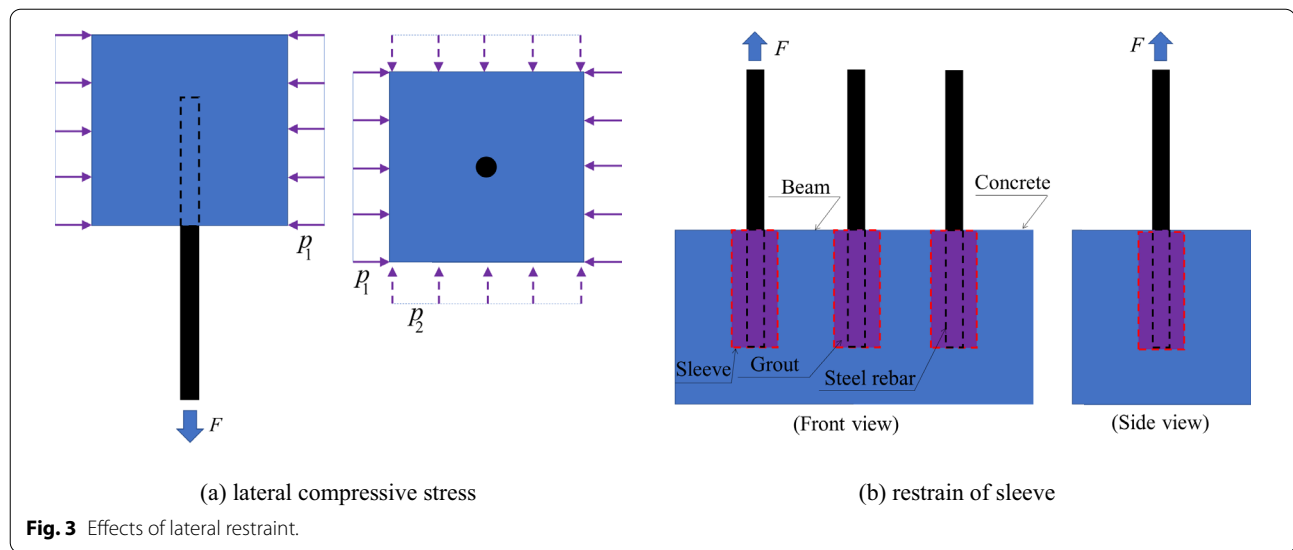 p1
F
p1
p2
(a) lateral compressive stress
F
F
Beam
Concrete
Sleeve
Grout
Steel rebar
(Front view)
(Side view)
(b) restrain of sleeve
Fig. 3 Effects of lateral restraint.